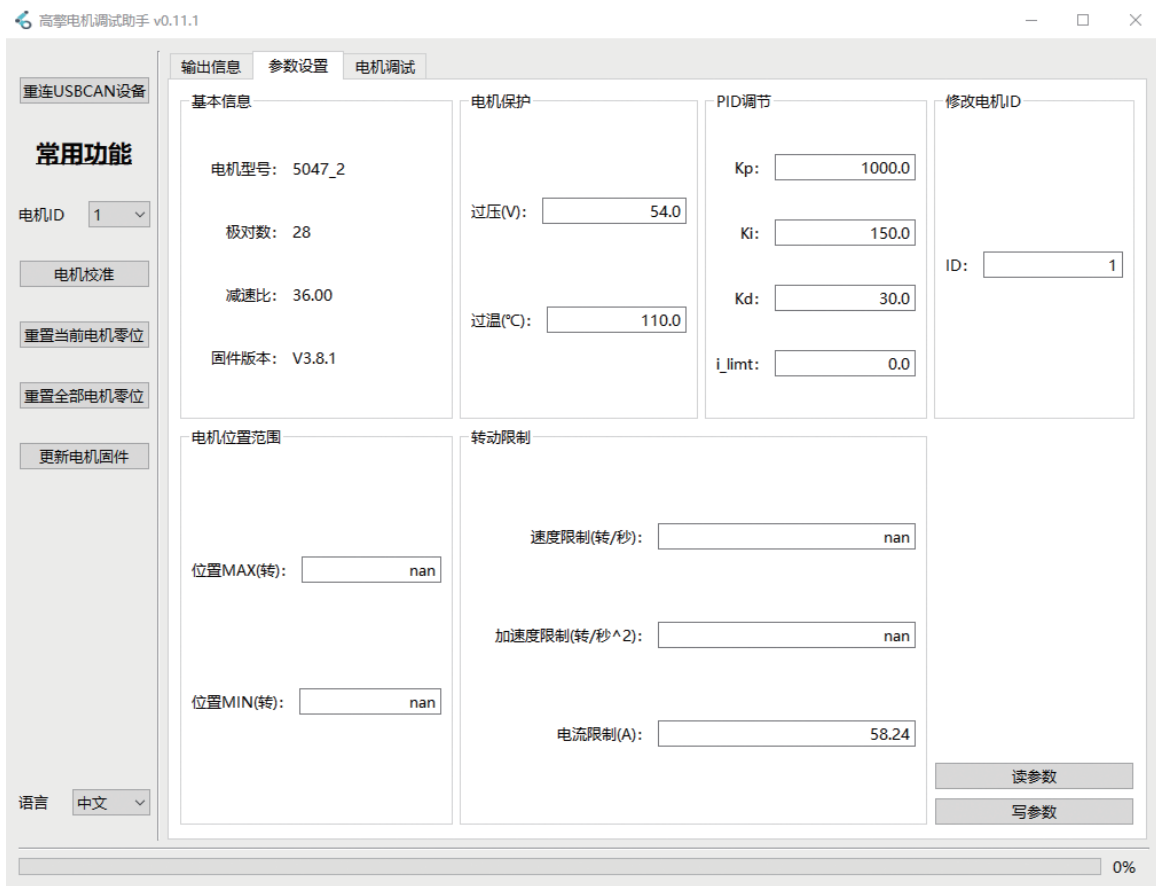 高擎电机调试助手 v0.11.1
重连USBCAN设备
常用功能
电机ID 1
电机校准
重置当前电机零位
重置全部电机零位
更新电机固件
语言 中文
输出信息 参数设置 电机调试
基本信息
电机型号: 5047_2
极对数: 28
减速比: 36.00
固件版本: V3.8.1
电机保护
过压(V): 54.0
过温(℃): 110.0
PID调节
Kp: 1000.0
Ki: 150.0
Kd: 30.0
i_limt: 0.0
修改电机ID
ID: 1
电机位置范围
位置MAX(转): nan
位置MIN(转): nan
转动限制
速度限制(转/秒): nan
加速度限制(转/秒^2): nan
电流限制(A): 58.24
读参数
写参数
0%